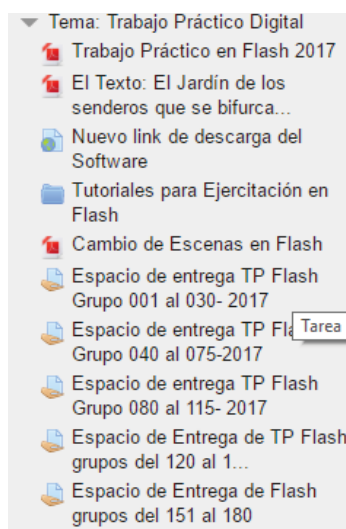 Tema: Trabajo Práctico Digital
Trabajo Práctico en Flash 2017
El Texto: El Jardín de los
senderos que se bifurca...
Nuevo link de descarga del
Software
Tutoriales para Ejercitación en
Flash
Cambio de Escenas en Flash
Espacio de entrega TP Flash
Grupo 001 al 030- 2017
Espacio de entrega TP
Tarea
Grupo 040 al 075-2017
Espacio de entrega TP Flash
Grupo 080 al 115- 2017
Espacio de Entrega de TP Flash
grupos del 120 al 1...
Espacio de Entrega de Flash
grupos del 151 al 180